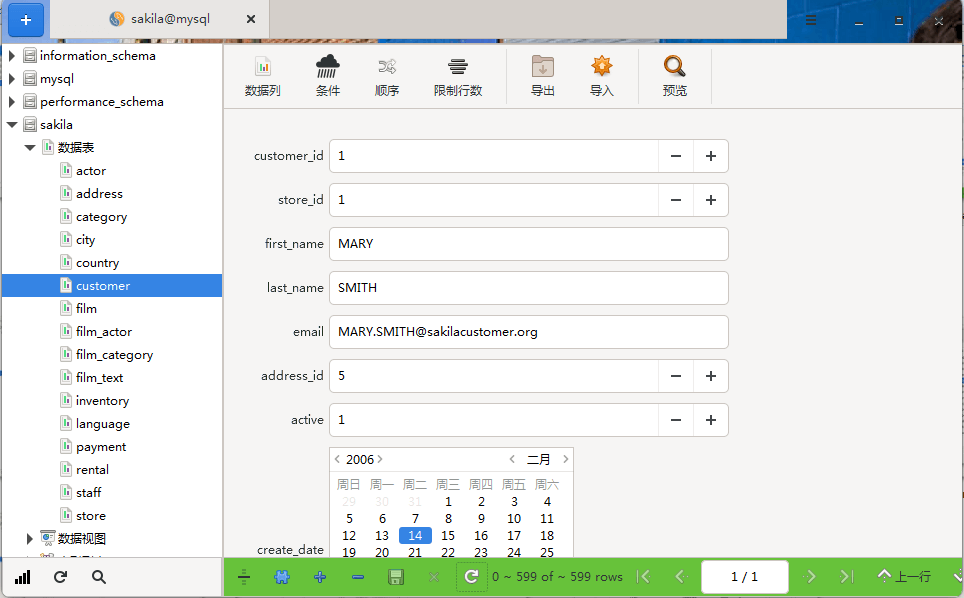 sakila@mysql
information_schema
mysql
performance_schema
sakila
数据表
actor
address
category
city
country
customer
film
film_actor
film_category
film_text
inventory
language
payment
rental
staff
store
数据视图
数据列 条件 顺序 限制行数 导出 导入 预览
customer_id 1
store_id 1
first_name MARY
last_name SMITH
email MARY.SMITH@sakilacustomer.org
address_id 5
active 1
2006 二月
周日 周一 周二 周三 周四 周五 周六
29 30 31 1 2 3 4
5 6 7 8 9 10 11
12 13 14 15 16 17 18
create_date
19 20 21 22 23 24 25
0 ~ 599 of ~ 599 rows 1 / 1 上一行